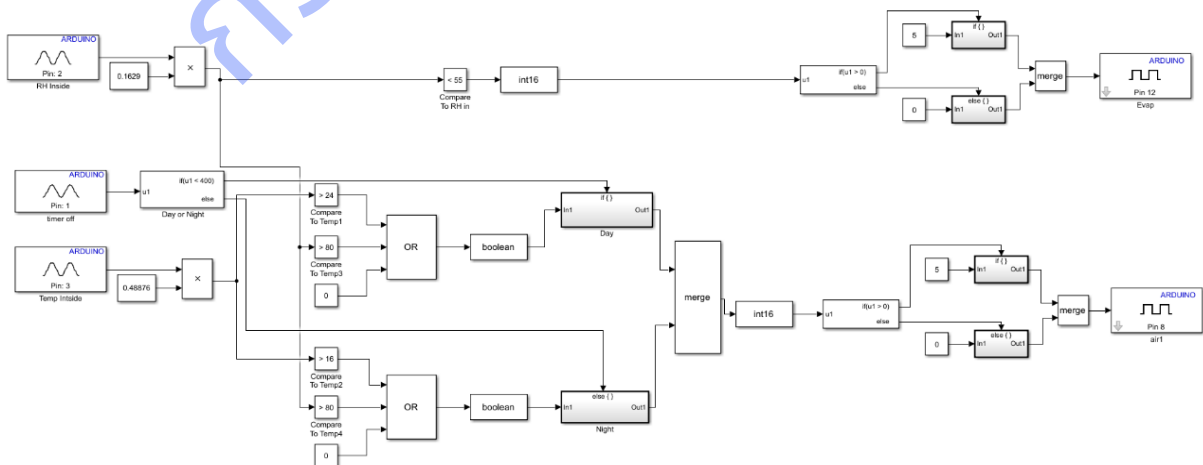 ARDUINO
Pin: 2
RH Inside
0.1629
×
< 55
Compare
To RH in
int16
u1
if(u1 > 0)
else
5
if { }
In1
Out1
0
else { }
In1
Out1
merge
ARDUINO
Pin 12
Evap
ARDUINO
Pin: 1
timer off
u1
if(u1 < 400)
else
Day or Night
ARDUINO
Pin: 3
Temp Intside
0.48876
×
> 24
Compare
To Temp1
> 80
Compare
To Temp3
0
OR
boolean
if { }
In1
Out1
Day
> 16
Compare
To Temp2
> 80
Compare
To Temp4
0
OR
boolean
else { }
In1
Out1
Night
merge
int16
u1
if(u1 > 0)
else
5
if { }
In1
Out1
0
else { }
In1
Out1
merge
ARDUINO
Pin 8
air1